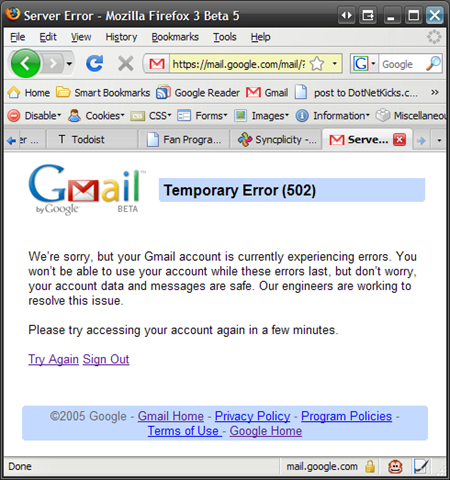 Server Error - Mozilla Firefox 3 Beta 5
File Edit View History Bookmarks Tools Help
https://mail.google.com/mail/? Google
Home Smart Bookmarks Google Reader Gmail post to DotNetKicks.c...
Disable Cookies CSS Forms Images Information Miscellaneou
er ... Todoist Fan Progra... Syncplicity -... Serve...
Gmail
by Google BETA
Temporary Error (502)
We're sorry, but your Gmail account is currently experiencing errors. You
won't be able to use your account while these errors last, but don't worry,
your account data and messages are safe. Our engineers are working to
resolve this issue.
Please try accessing your account again in a few minutes.
Try Again Sign Out
©2005 Google - Gmail Home - Privacy Policy - Program Policies -
Terms of Use - Google Home
Done mail.google.com